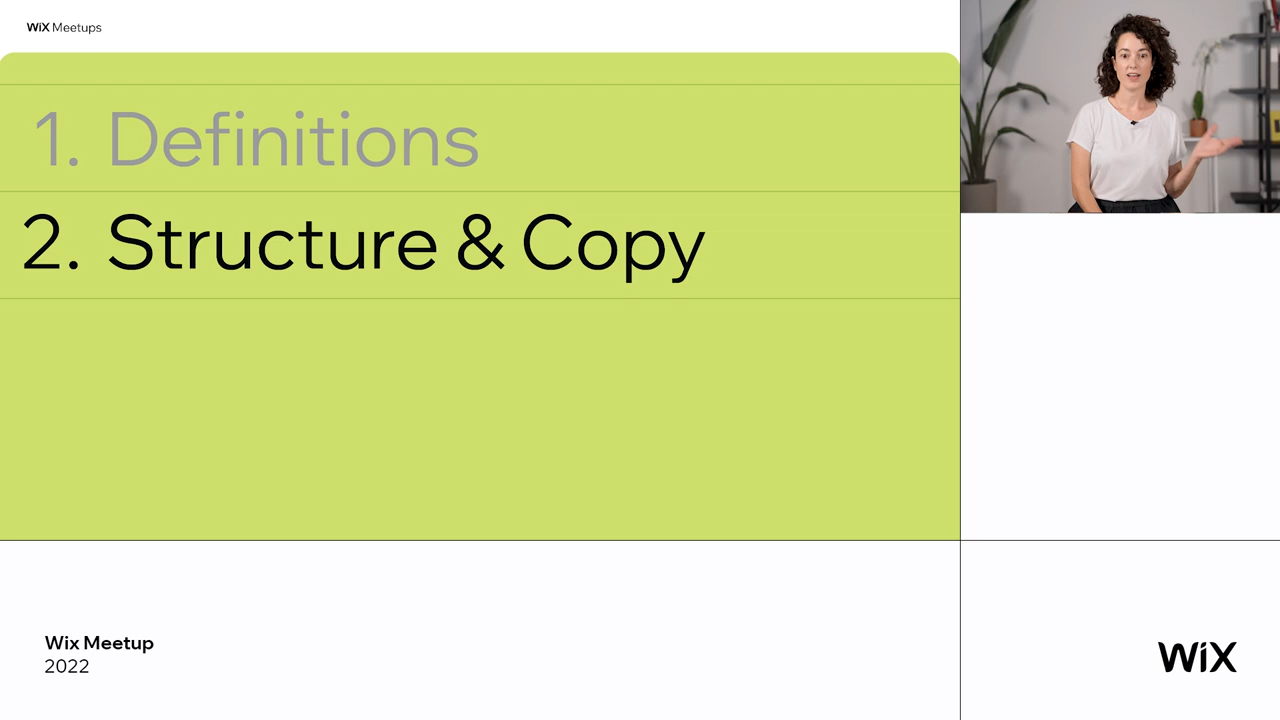 WiX Meetups
1. Definitions
2. Structure & Copy
Wix Meetup
2022
WiX